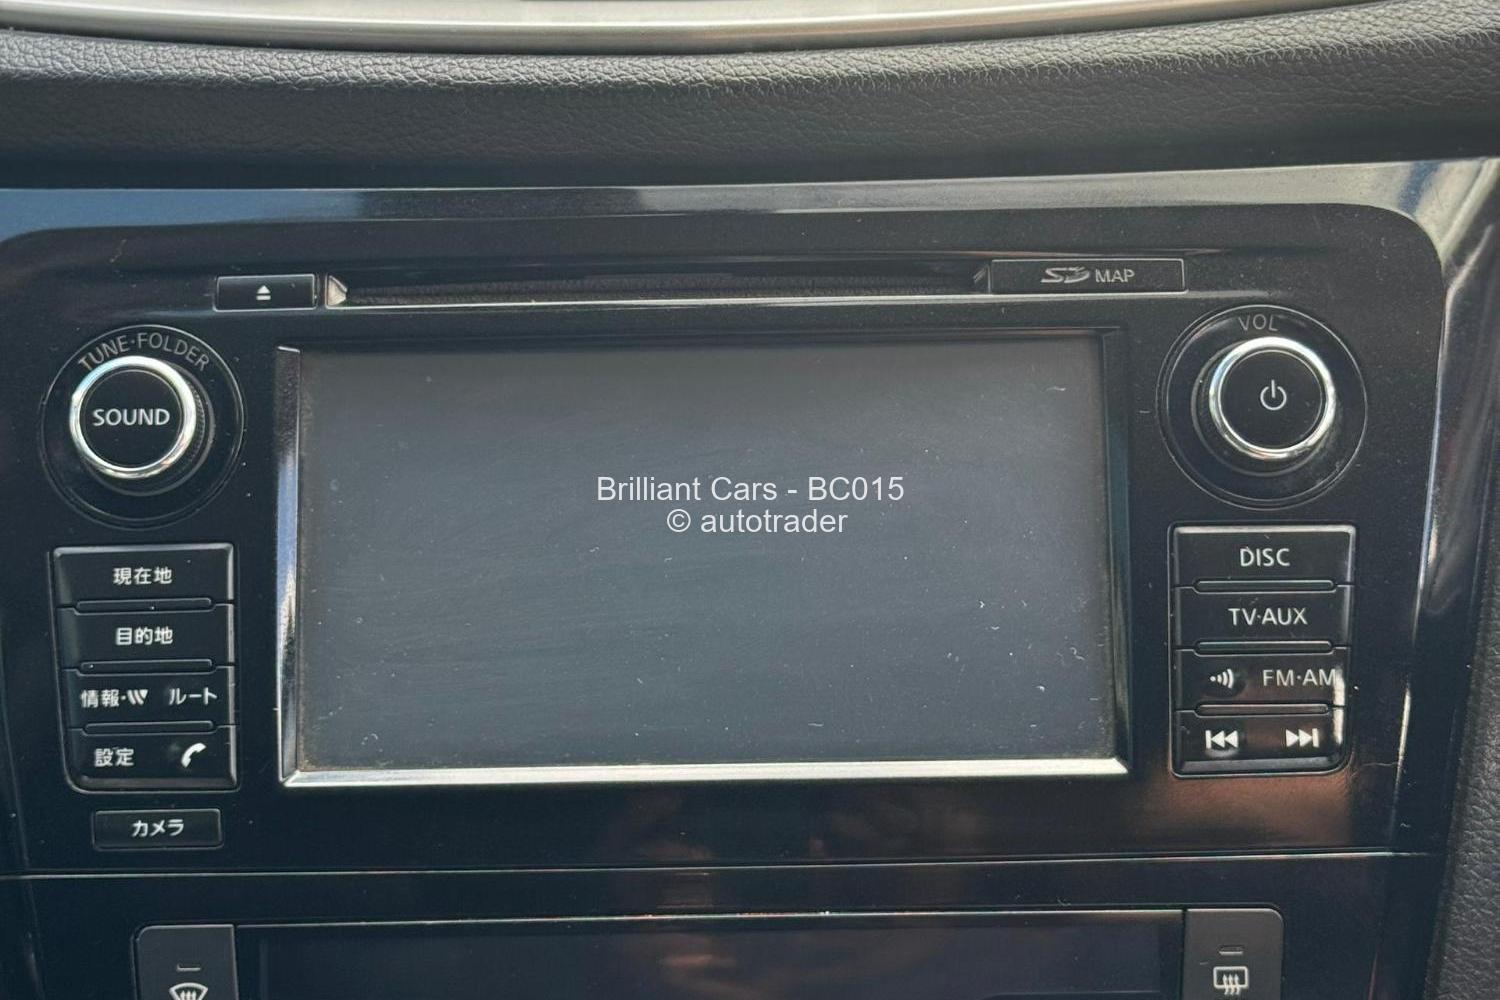 SD MAP
TUNE·FOLDER
VOL
SOUND
Brilliant Cars - BC015
© autotrader
現在地
目的地
情報· ルート
設定
カメラ
DISC
TV·AUX
FM·AM